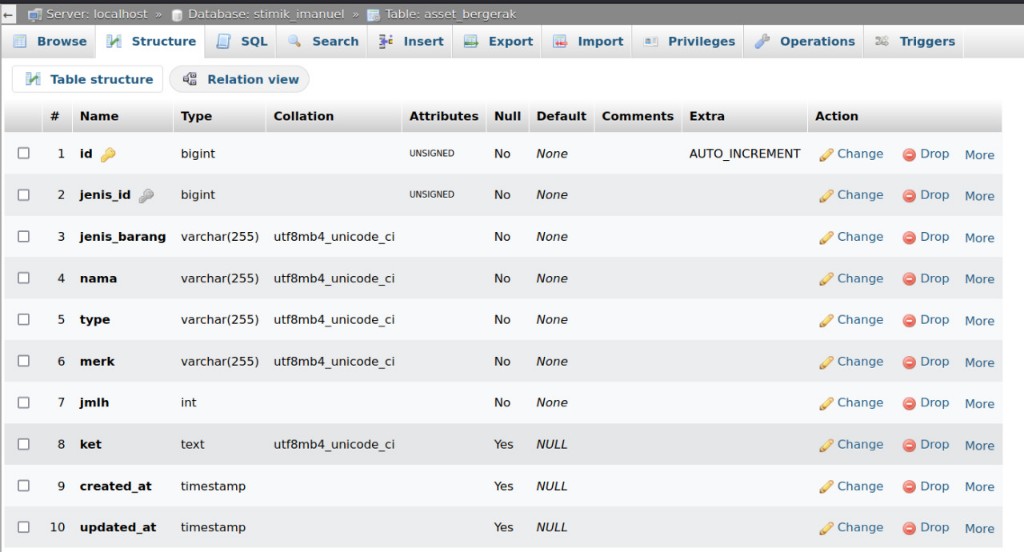 Server: localhost » Database: stimik_imanuel » Table: asset_bergerak
Browse Structure SQL Search Insert Export Import Privileges Operations Triggers
Table structure Relation view
# Name Type Collation Attributes Null Default Comments Extra Action
1 id bigint UNSIGNED No None AUTO_INCREMENT Change Drop More
2 jenis_id bigint UNSIGNED No None Change Drop More
3 jenis_barang varchar(255) utf8mb4_unicode_ci No None Change Drop More
4 nama varchar(255) utf8mb4_unicode_ci No None Change Drop More
5 type varchar(255) utf8mb4_unicode_ci No None Change Drop More
6 merk varchar(255) utf8mb4_unicode_ci No None Change Drop More
7 jmlh int No None Change Drop More
8 ket text utf8mb4_unicode_ci Yes NULL Change Drop More
9 created_at timestamp Yes NULL Change Drop More
10 updated_at timestamp Yes NULL Change Drop More